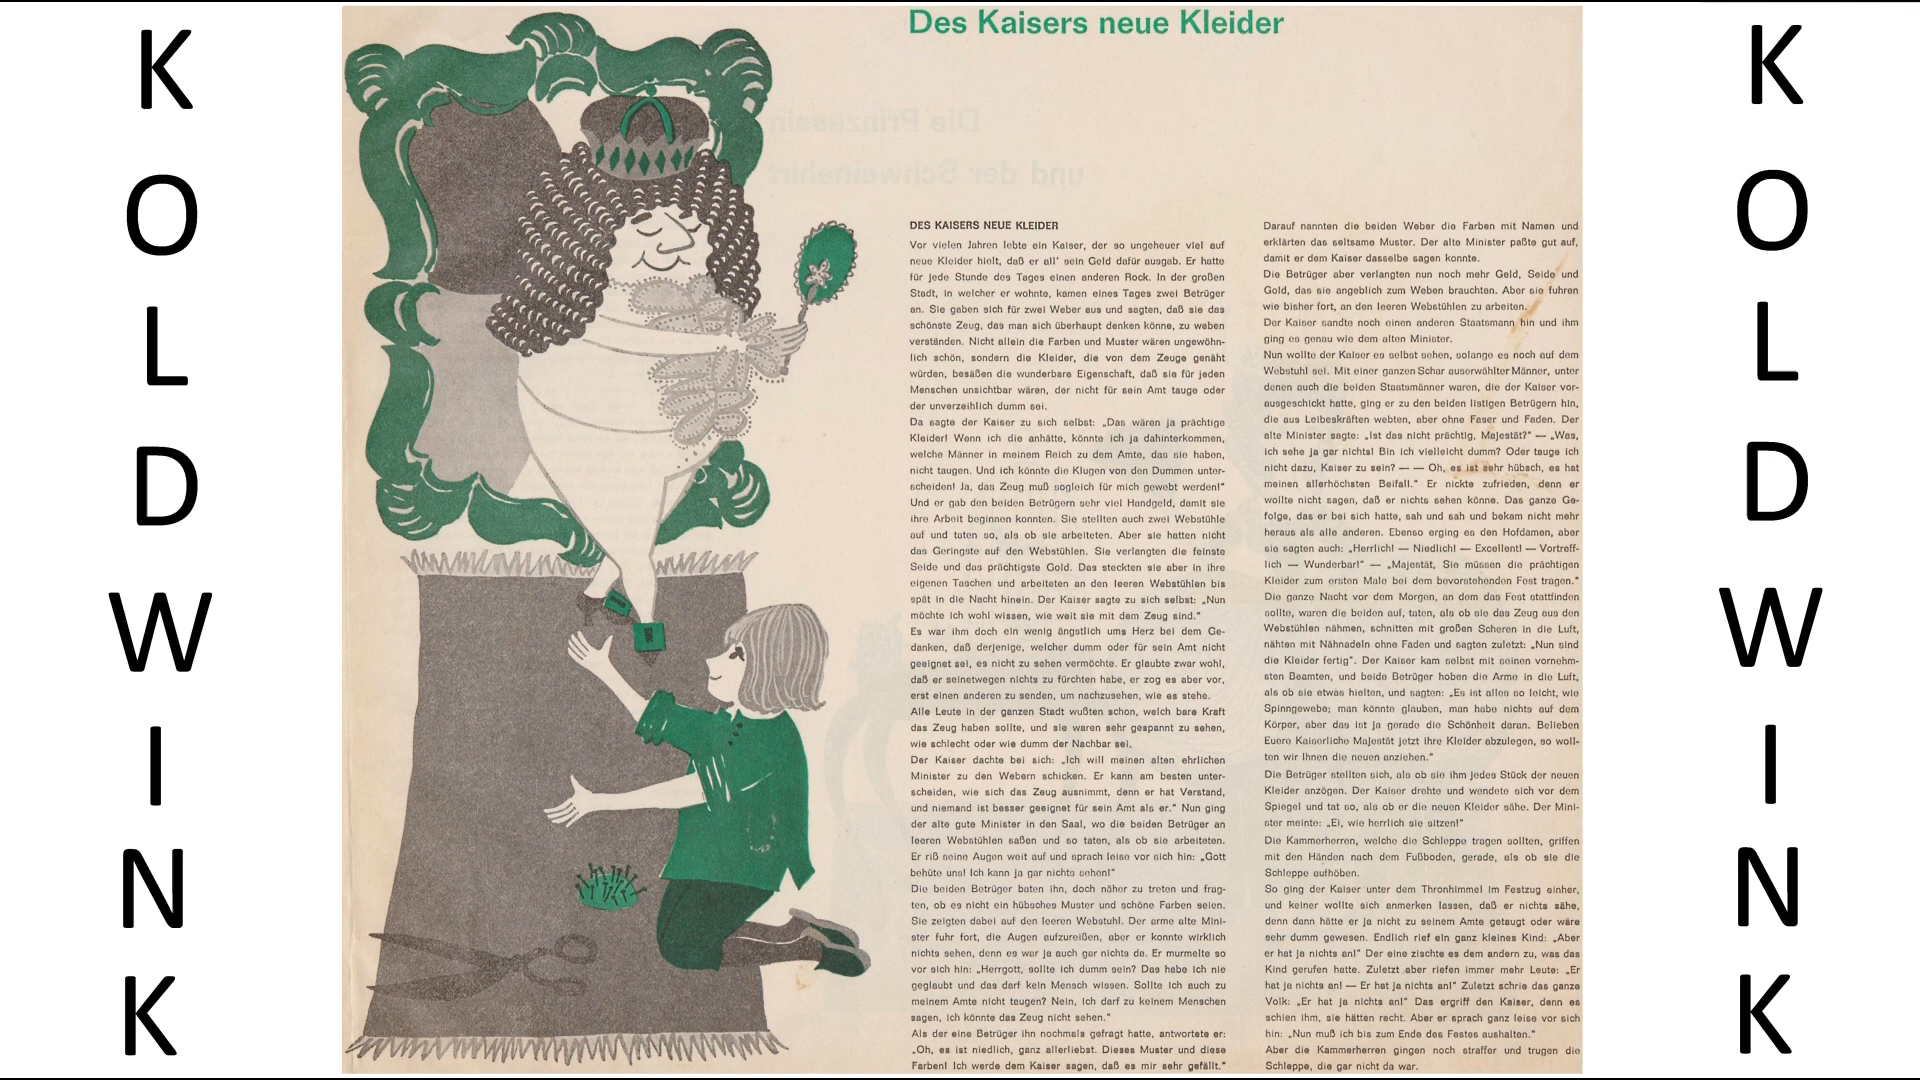 K
O
L
D
W
I
N
K
Des Kaisers neue Kleider
Die Prinzessin
und der Schweinehirt
DES KAISERS NEUE KLEIDER
Vor vielen Jahren lebte ein Kaiser, der so ungeheuer viel auf
neue Kleider hielt, daß er all' sein Geld dafür ausgab. Er hatte
für jede Stunde des Tages einen anderen Rock. In der großen
Stadt, in welcher er wohnte, kamen eines Tages zwei Betrüger
an. Sie gaben sich für zwei Weber aus und sagten, daß sie das
schönste Zeug, das man sich überhaupt denken könne, zu weben
verständen. Nicht allein die Farben und Muster wären ungewöhn-
lich schön, sondern die Kleider, die von dem Zeuge genäht
würden, besäßen die wunderbare Eigenschaft, daß sie für jeden
Menschen unsichtbar wären, der nicht für sein Amt tauge oder
der unverzeihlich dumm sei.
Da sagte der Kaiser zu sich selbst: „Das wären ja prächtige
Kleider! Wenn ich die anhätte, könnte ich ja dahinterkommen,
welche Männer in meinem Reich zu dem Amte, das sie haben,
nicht taugen. Und ich könnte die Klugen von den Dummen unter-
scheiden! Ja, das Zeug muß sogleich für mich gewebt werden!"
Und er gab den beiden Betrügern sehr viel Handgeld, damit sie
ihre Arbeit beginnen konnten. Sie stellten auch zwei Webstühle
auf und taten so, als ob sie arbeiteten. Aber sie hatten nicht
das Geringste auf den Webstühlen. Sie verlangten die feinste
Seide und das prächtigste Gold. Das steckten sie aber in ihre
eigenen Taschen und arbeiteten an den leeren Webstühlen bis
spät in die Nacht hinein. Der Kaiser sagte zu sich selbst: „Nun
möchte ich wohl wissen, wie weit sie mit dem Zeug sind."
Es war ihm doch ein wenig ängstlich ums Herz bei dem Ge-
danken, daß derjenige, welcher dumm oder für sein Amt nicht
geeignet sei, es nicht zu sehen vermöchte. Er glaubte zwar wohl,
daß er seinetwegen nichts zu fürchten habe, er zog es aber vor,
erst einen anderen zu senden, um nachzusehen, wie es stehe.
Alle Leute in der ganzen Stadt wußten schon, welch bare Kraft
das Zeug haben sollte, und sie waren sehr gespannt zu sehen,
wie schlecht oder wie dumm der Nachbar sei.
Der Kaiser dachte bei sich: „Ich will meinen alten ehrlichen
Minister zu den Webern schicken. Er kann am besten unter-
scheiden, wie sich das Zeug ausnimmt, denn er hat Verstand,
und niemand ist besser geeignet für sein Amt als er." Nun ging
der alte gute Minister in den Saal, wo die beiden Betrüger an
leeren Webstühlen saßen und so taten, als ob sie arbeiteten.
Er riß seine Augen weit auf und sprach leise vor sich hin: „Gott
behüte uns! Ich kann ja gar nichts sehen!"
Die beiden Betrüger baten ihn, doch näher zu treten und frag-
ten, ob es nicht ein hübsches Muster und schöne Farben seien.
Sie zeigten dabei auf den leeren Webstuhl. Der arme alte Mini-
ster fuhr fort, die Augen aufzureißen, aber er konnte wirklich
nichts sehen, denn es war ja auch gar nichts da. Er murmelte so
vor sich hin: „Herrgott, sollte ich dumm sein? Das habe ich nie
geglaubt und das darf kein Mensch wissen. Sollte ich auch zu
meinem Amte nicht taugen? Nein, ich darf zu keinem Menschen
sagen, ich könnte das Zeug nicht sehen."
Als der eine Betrüger ihn nochmals gefragt hatte, antwortete er:
„Oh, es ist niedlich, ganz allerliebst. Dieses Muster und diese
Farben! Ich werde dem Kaiser sagen, daß es mir sehr gefällt."
Darauf nannten die beiden Weber die Farben mit Namen und
erklärten das seltsame Muster. Der alte Minister paßte gut auf,
damit er dem Kaiser dasselbe sagen konnte.
Die Betrüger aber verlangten nun noch mehr Geld, Seide und
Gold, das sie angeblich zum Weben brauchten. Aber sie fuhren
wie bisher fort, an den leeren Webstühlen zu arbeiten.
Der Kaiser sandte noch einen anderen Staatsmann hin und ihm
ging es genau wie dem alten Minister.
Nun wollte der Kaiser es selbst sehen, solange es noch auf dem
Webstuhl sei. Mit einer ganzen Schar auserwählter Männer, unter
denen auch die beiden Staatsmänner waren, die der Kaiser vor-
ausgeschickt hatte, ging er zu den beiden listigen Betrügern hin,
die aus Leibeskräften webten, aber ohne Faser und Faden. Der
alte Minister sagte: „Ist das nicht prächtig, Majestät?" — „Was,
ich sehe ja gar nichts! Bin ich vielleicht dumm? Oder tauge ich
nicht dazu, Kaiser zu sein? — — Oh, es ist sehr hübsch, es hat
meinen allerhöchsten Beifall." Er nickte zufrieden, denn er
wollte nicht sagen, daß er nichts sehen könne. Das ganze Ge-
folge, das er bei sich hatte, sah und sah und bekam nicht mehr
heraus als alle anderen. Ebenso erging es den Hofdamen, aber
sie sagten auch: „Herrlich! — Niedlich! — Excellent! — Vortreff-
lich — Wunderbar!" — „Majestät, Sie müssen die prächtigen
Kleider zum ersten Male bei dem bevorstehenden Fest tragen."
Die ganze Nacht vor dem Morgen, an dem das Fest stattfinden
sollte, waren die beiden auf, taten, als ob sie das Zeug aus den
Webstühlen nähmen, schnitten mit großen Scheren in die Luft,
nähten mit Nähnadeln ohne Faden und sagten zuletzt: „Nun sind
die Kleider fertig". Der Kaiser kam selbst mit seinen vornehm-
sten Beamten, und beide Betrüger hoben die Arme in die Luft,
als ob sie etwas hielten, und sagten: „Es ist alles so leicht, wie
Spinngewebe; man könnte glauben, man habe nichts auf dem
Körper, aber das ist ja gerade die Schönheit daran. Belieben
Euere Kaiserliche Majestät jetzt ihre Kleider abzulegen, so woll-
ten wir Ihnen die neuen anziehen."
Die Betrüger stellten sich, als ob sie ihm jedes Stück der neuen
Kleider anzögen. Der Kaiser drehte und wendete sich vor dem
Spiegel und tat so, als ob er die neuen Kleider sähe. Der Mini-
ster meinte: „Ei, wie herrlich sie sitzen!"
Die Kammerherren, welche die Schleppe tragen sollten, griffen
mit den Händen nach dem Fußboden, gerade, als ob sie die
Schleppe aufhöben.
So ging der Kaiser unter dem Thronhimmel im Festzug einher,
und keiner wollte sich anmerken lassen, daß er nichts sähe,
denn dann hätte er ja nicht zu seinem Amte getaugt oder wäre
sehr dumm gewesen. Endlich rief ein ganz kleines Kind: „Aber
er hat ja nichts an!" Der eine zischte es dem andern zu, was das
Kind gerufen hatte. Zuletzt aber riefen immer mehr Leute: „Er
hat ja nichts an! — Er hat ja nichts an!" Zuletzt schrie das ganze
Volk: „Er hat ja nichts an!" Das ergriff den Kaiser, denn es
schien ihm, sie hätten recht. Aber er sprach ganz leise vor sich
hin: „Nun muß ich bis zum Ende des Festes aushalten."
Aber die Kammerherren gingen noch straffer und trugen die
Schleppe, die gar nicht da war.
K
O
L
D
W
I
N
K